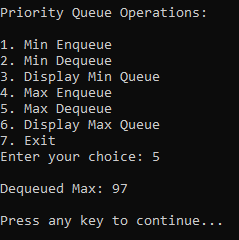 Priority Queue Operations:
1. Min Enqueue
2. Min Dequeue
3. Display Min Queue
4. Max Enqueue
5. Max Dequeue
6. Display Max Queue
7. Exit
Enter your choice: 5
Dequeued Max: 97
Press any key to continue...